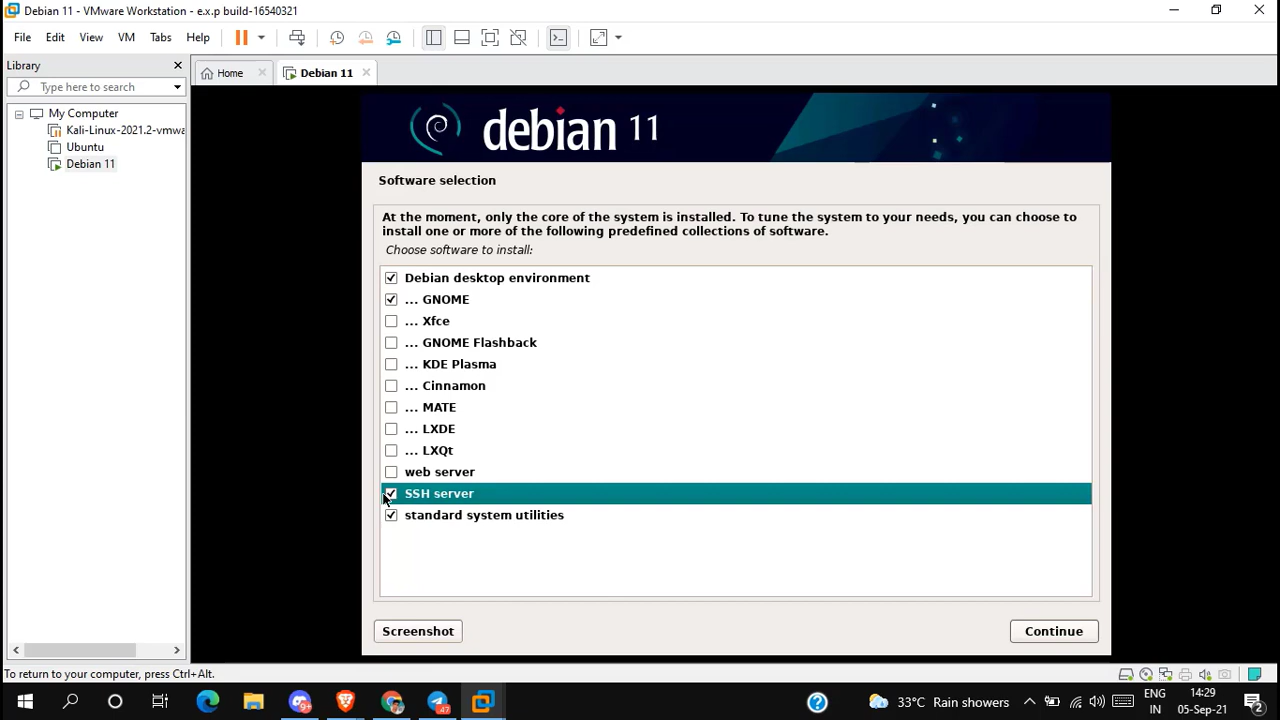 Debian 11 - VMware Workstation - e.x.p build-16540321
File Edit View VM Tabs Help
Library
Type here to search
My Computer
Kali-Linux-2021.2-vmwa
Ubuntu
Debian 11
Home
Debian 11
debian 11
Software selection
At the moment, only the core of the system is installed. To tune the system to your needs, you can choose to
install one or more of the following predefined collections of software.
Choose software to install:
Debian desktop environment
... GNOME
... Xfce
... GNOME Flashback
... KDE Plasma
... Cinnamon
... MATE
... LXDE
... LXQt
web server
SSH server
standard system utilities
Screenshot
Continue
To return to your computer, press Ctrl+Alt.
9+
47
33°C Rain showers
ENG
IN
14:29
05-Sep-21
2